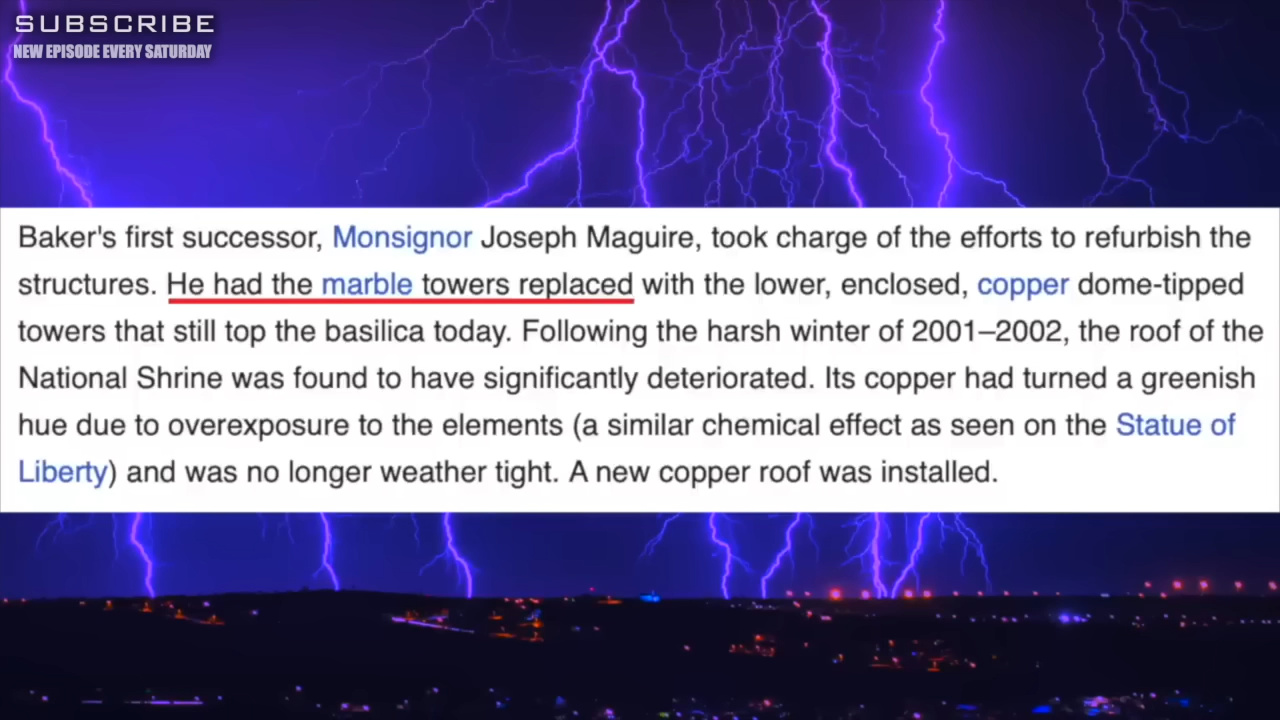 SUBSCRIBE
NEW EPISODE EVERY SATURDAY
Baker's first successor, Monsignor Joseph Maguire, took charge of the efforts to refurbish the
structures. He had the marble towers replaced with the lower, enclosed, copper dome-tipped
towers that still top the basilica today. Following the harsh winter of 2001–2002, the roof of the
National Shrine was found to have significantly deteriorated. Its copper had turned a greenish
hue due to overexposure to the elements (a similar chemical effect as seen on the Statue of
Liberty) and was no longer weather tight. A new copper roof was installed.